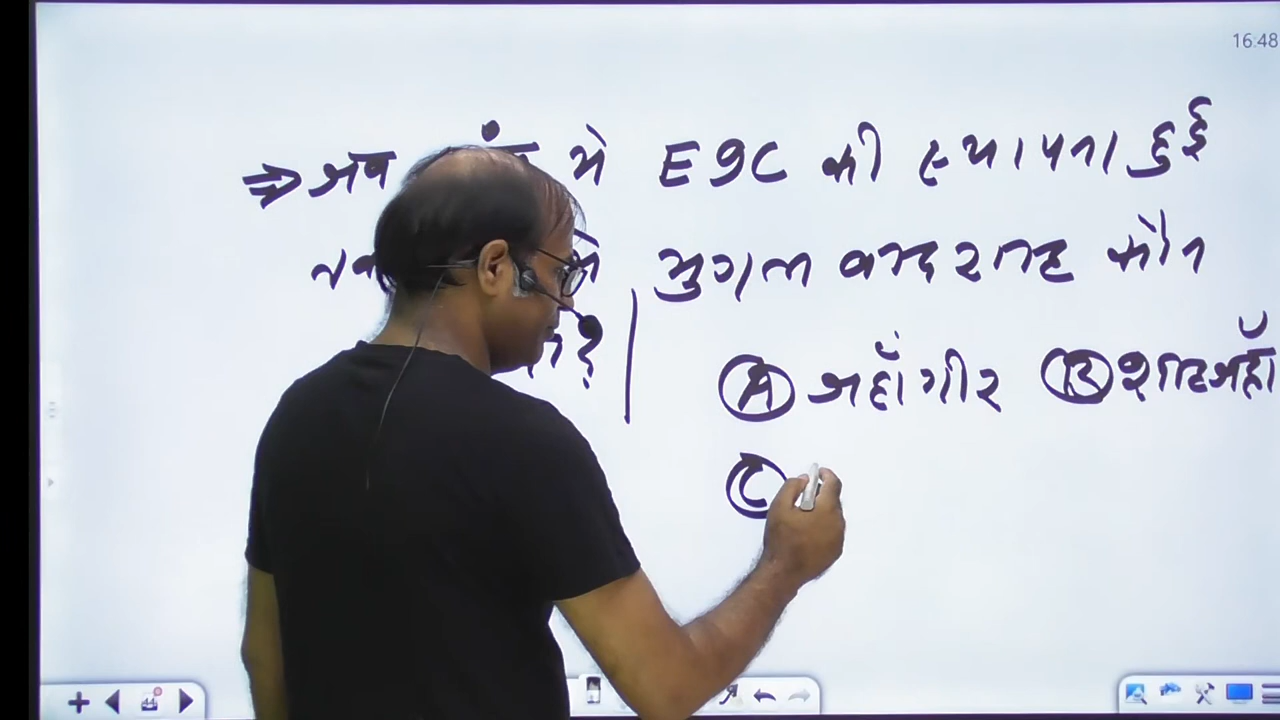 16:48
⇒ जब में EIC की स्थापना हुई
मुगल बादशाह कौन
?
Ⓐ जहाँगीर Ⓑ शाहजहाँ
Ⓒ